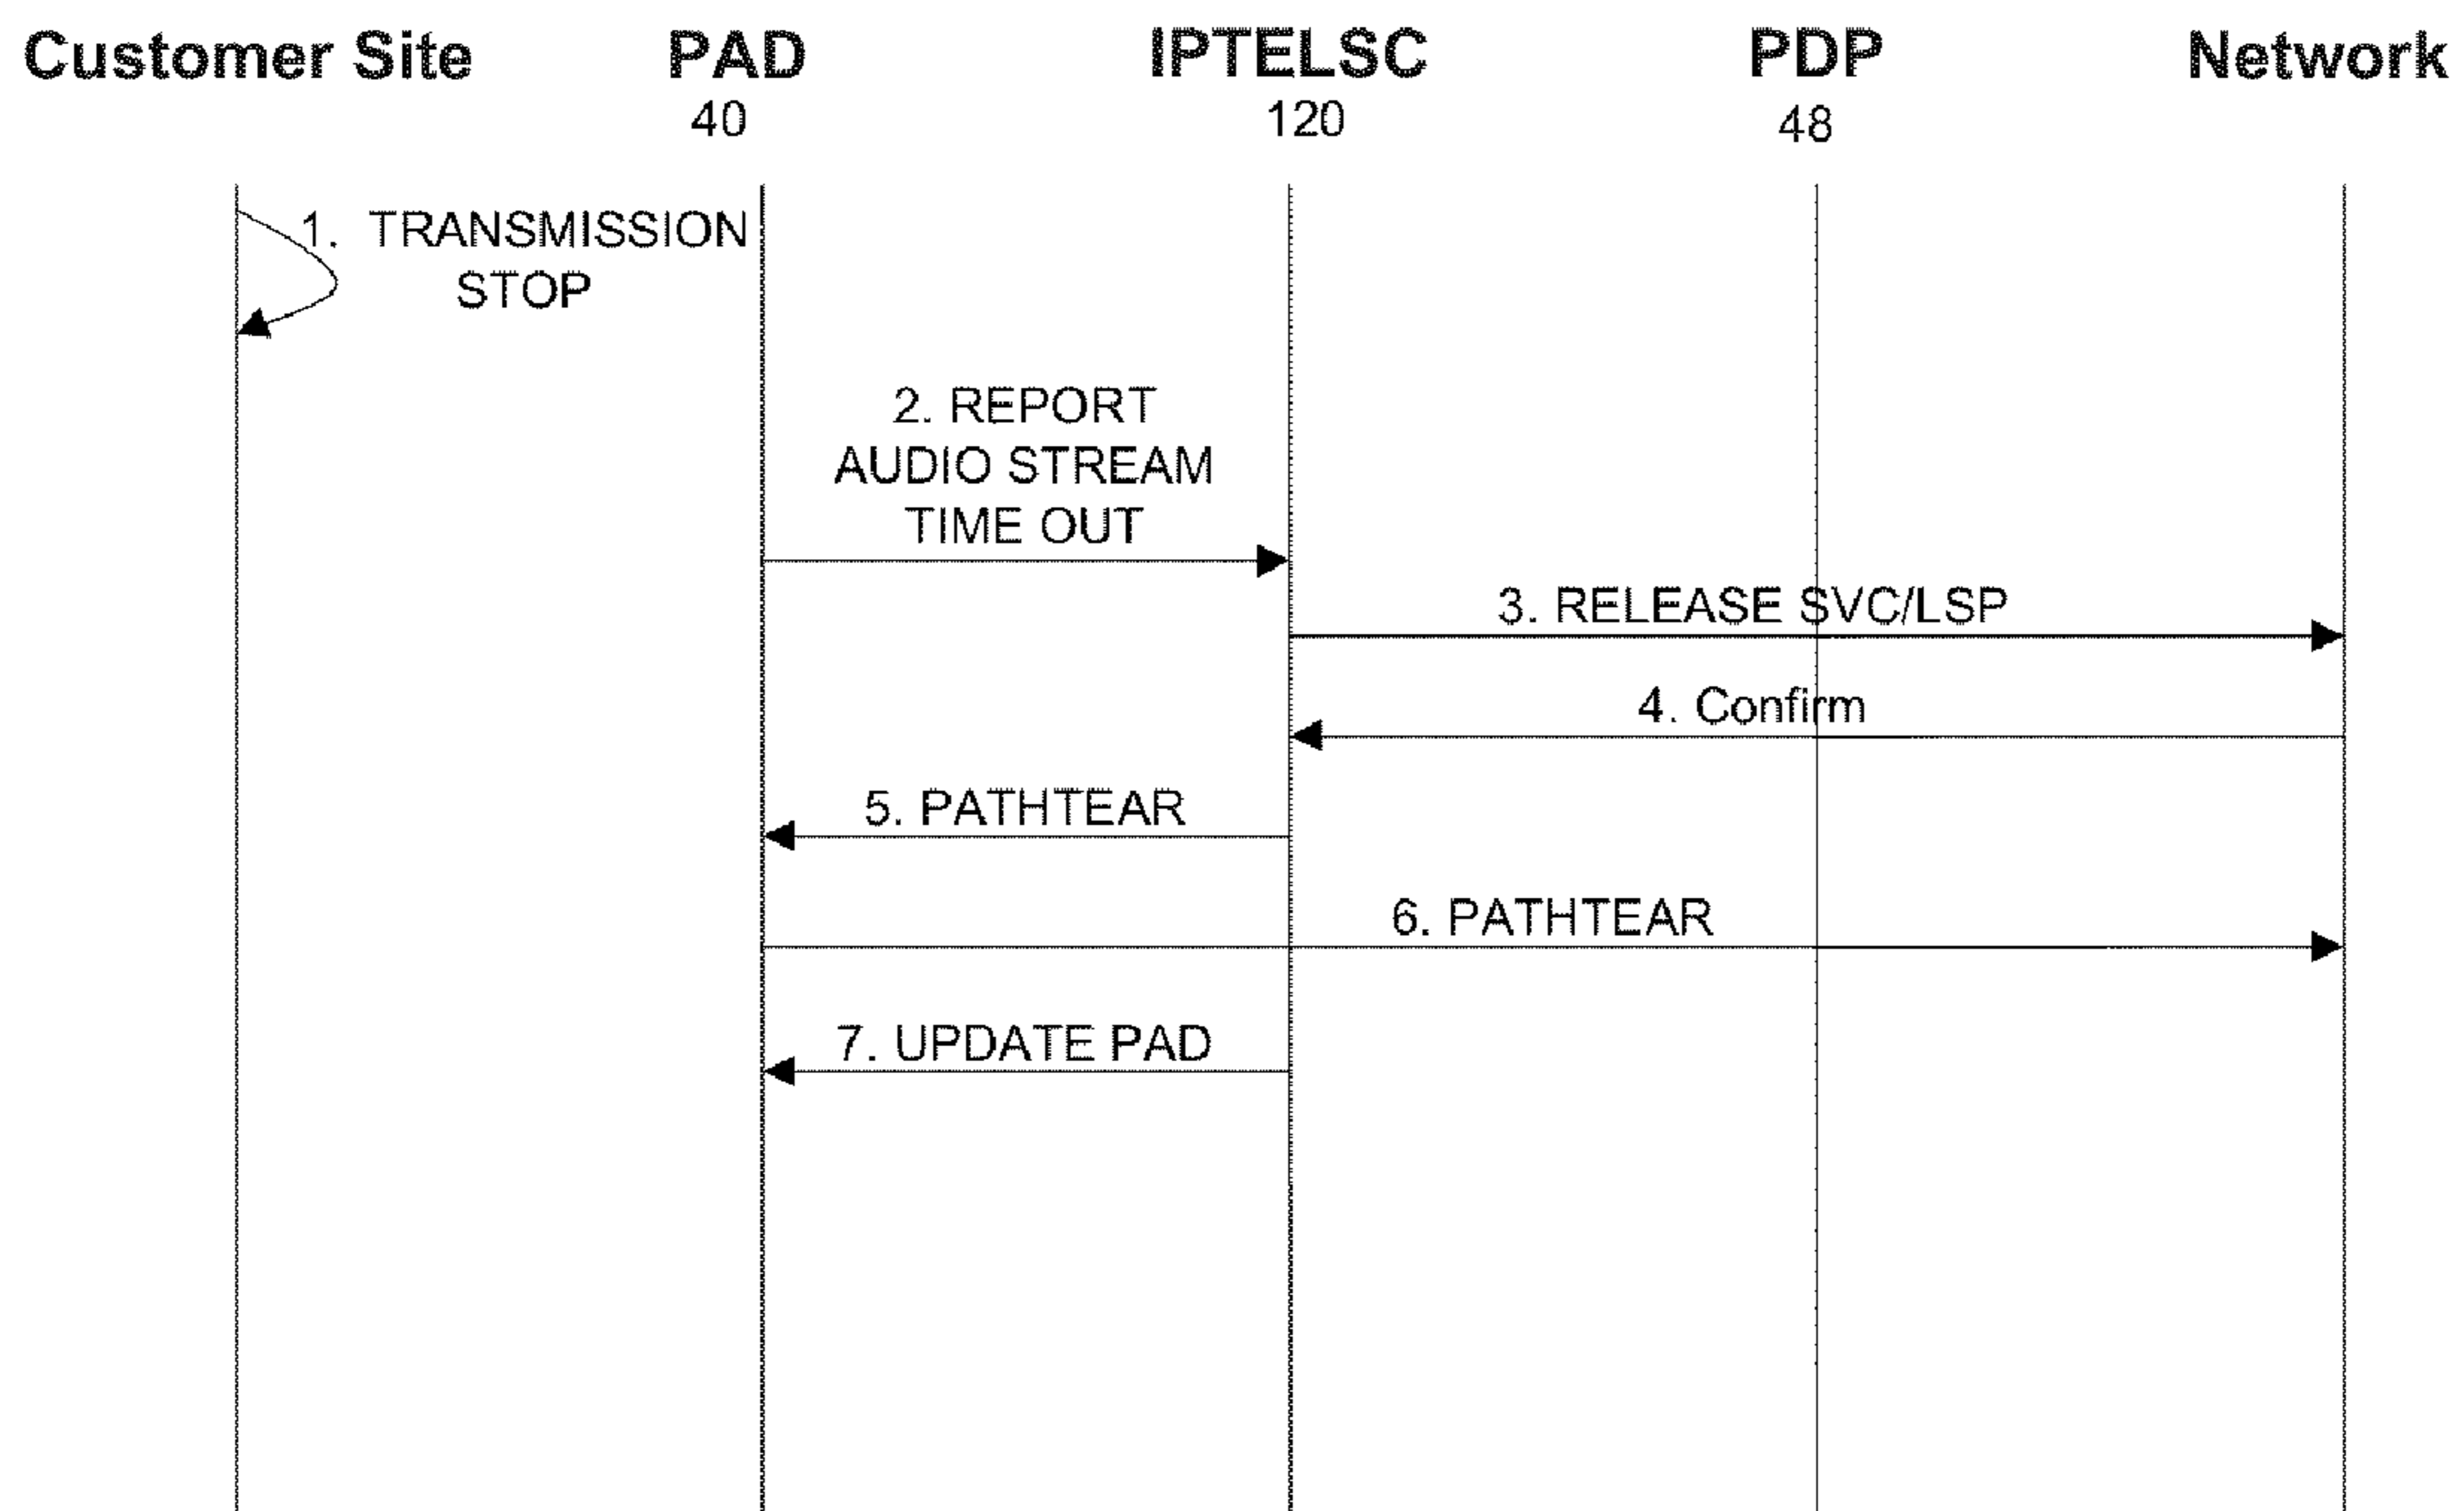 Customer Site PAD IPTELSC PDP Network
40 120 48
1. TRANSMISSION
STOP
2. REPORT
AUDIO STREAM
TIME OUT
3. RELEASE SVC/LSP
4. Confirm
5. PATHTEAR
6. PATHTEAR
7. UPDATE PAD